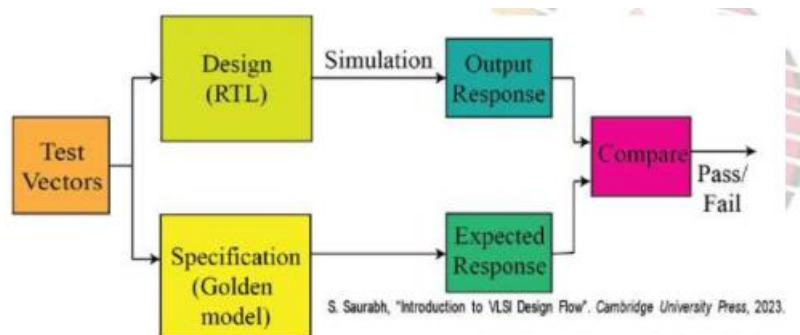 Test
Vectors
Design
(RTL)
Simulation
Output
Response
Specification
(Golden
model)
Expected
Response
Compare
Pass/
Fail
S. Saurabh, "Introduction to VLSI Design Flow". Cambridge University Press, 2023.